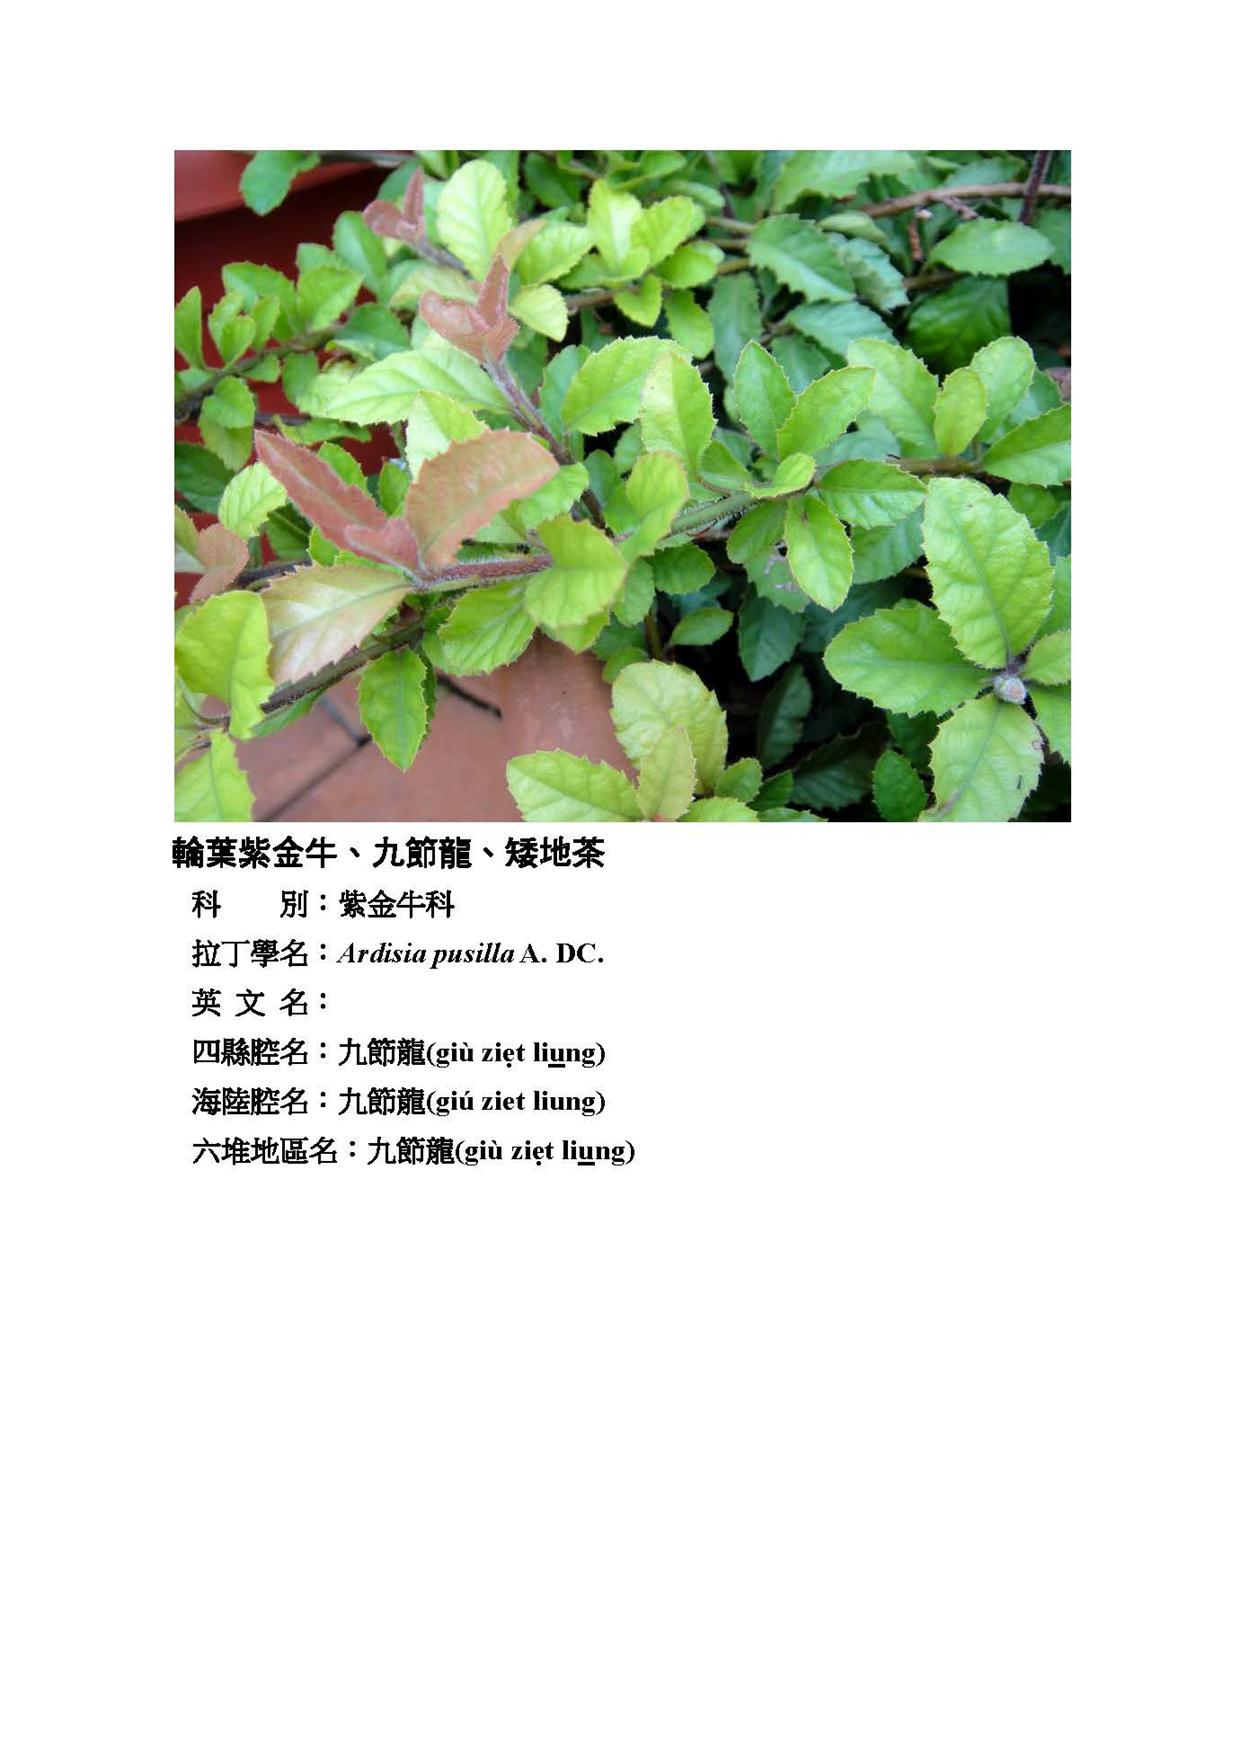 輪葉紫金牛、九節龍、矮地茶
科　　別：紫金牛科
拉丁學名：Ardisia pusilla A. DC.
英 文 名：
四縣腔名：九節龍(giù ziẹt li<u>u</u>ng)
海陸腔名：九節龍(giú ziet liung)
六堆地區名：九節龍(giù ziẹt li<u>u</u>ng)